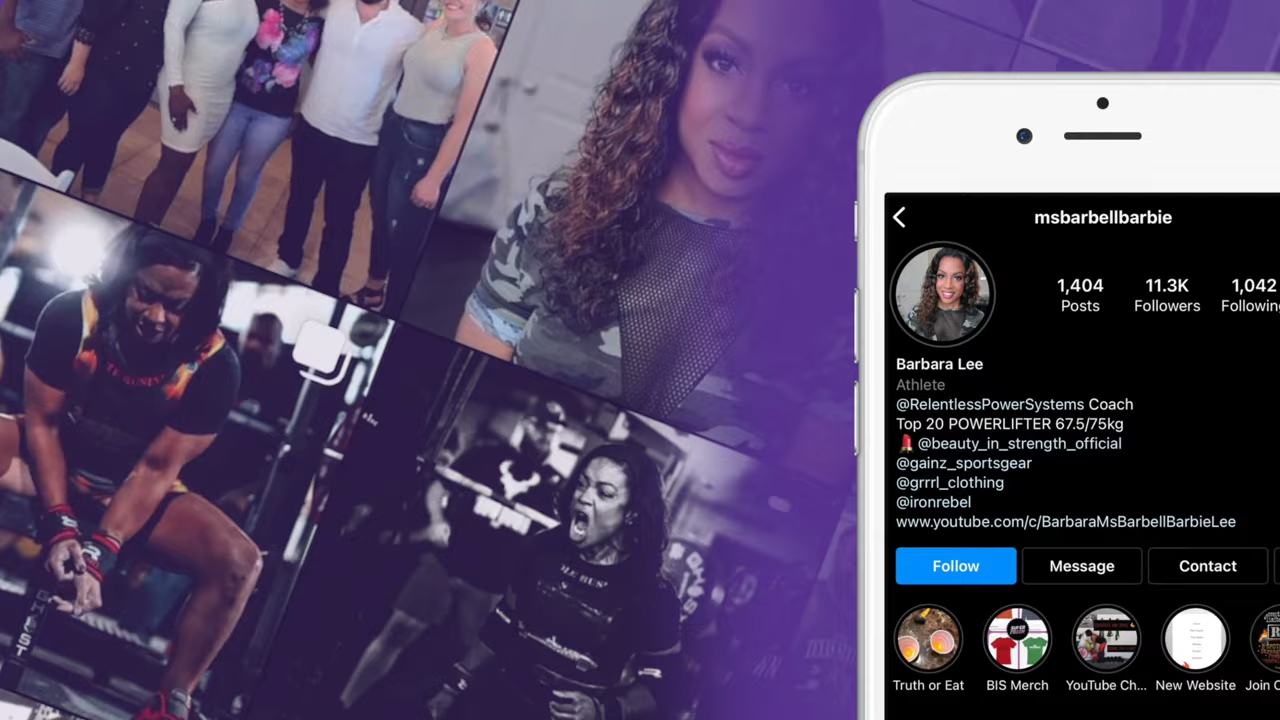 msbarbellbarbie
1,404
11.3K
1,042
Posts
Followers
Following
Barbara Lee
Athlete
@RelentlessPowerSystems Coach
Top 20 POWERLIFTER 67.5/75kg
@beauty_in_strength_official
@gainz_sportsgear
@grrrl_clothing
@ironrebel
www.youtube.com/c/BarbaraMsBarbellBarbieLee
Follow
Message
Contact
Truth or Eat
BIS Merch
YouTube Ch...
New Website
Join